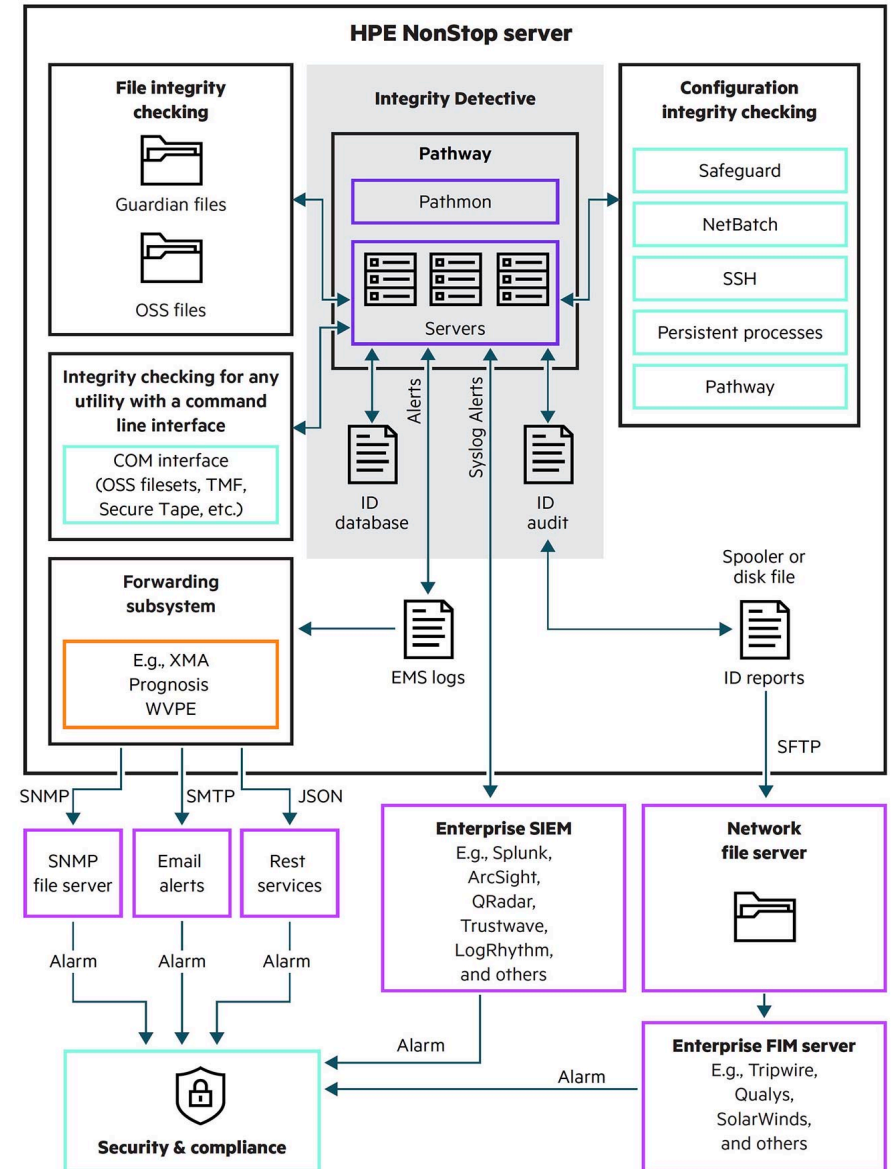 HPE NonStop server
File integrity
checking
Guardian files
OSS files
Integrity Detective
Pathway
Pathmon
Servers
Configuration
integrity checking
Safeguard
NetBatch
SSH
Persistent processes
Pathway
Integrity checking for any
utility with a command
line interface
COM interface
(OSS filesets, TMF,
Secure Tape, etc.)
Alerts
Syslog Alerts
ID
database
ID
audit
Forwarding
subsystem
E.g., XMA
Prognosis
WVPE
EMS logs
Spooler or
disk file
ID reports
SFTP
SNMP
SMTP
JSON
SNMP
file server
Email
alerts
Rest
services
Enterprise SIEM
E.g., Splunk,
ArcSight,
QRadar,
Trustwave,
LogRhythm,
and others
Network
file server
Alarm
Alarm
Alarm
Alarm
Alarm
Enterprise FIM server
E.g., Tripwire,
Qualys,
SolarWinds,
and others
Security & compliance